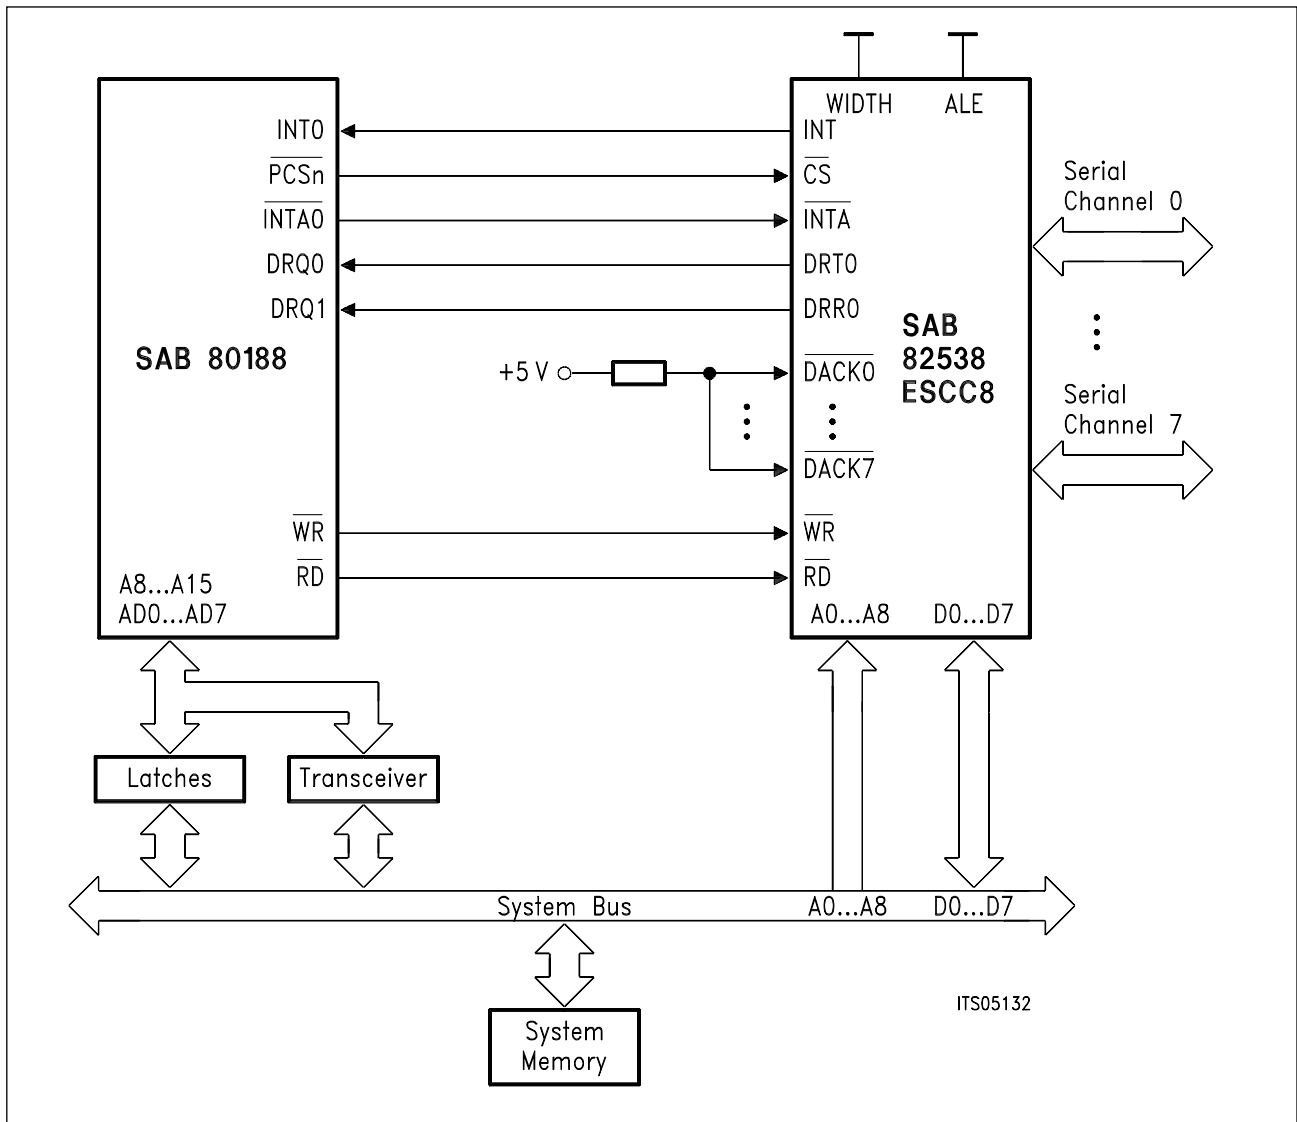 WIDTH ALE
INT0 INT
PCSn CS
INTA0 INTA
DRQ0 DRT0
DRQ1 DRR0
SAB 80188
+5 V DACK0
DACK7
SAB
82538
ESCC8
Serial
Channel 0
Serial
Channel 7
WR WR
RD RD
A8...A15
AD0...AD7
A0...A8 D0...D7
Latches
Transceiver
System Bus A0...A8 D0...D7
System
Memory
ITS05132